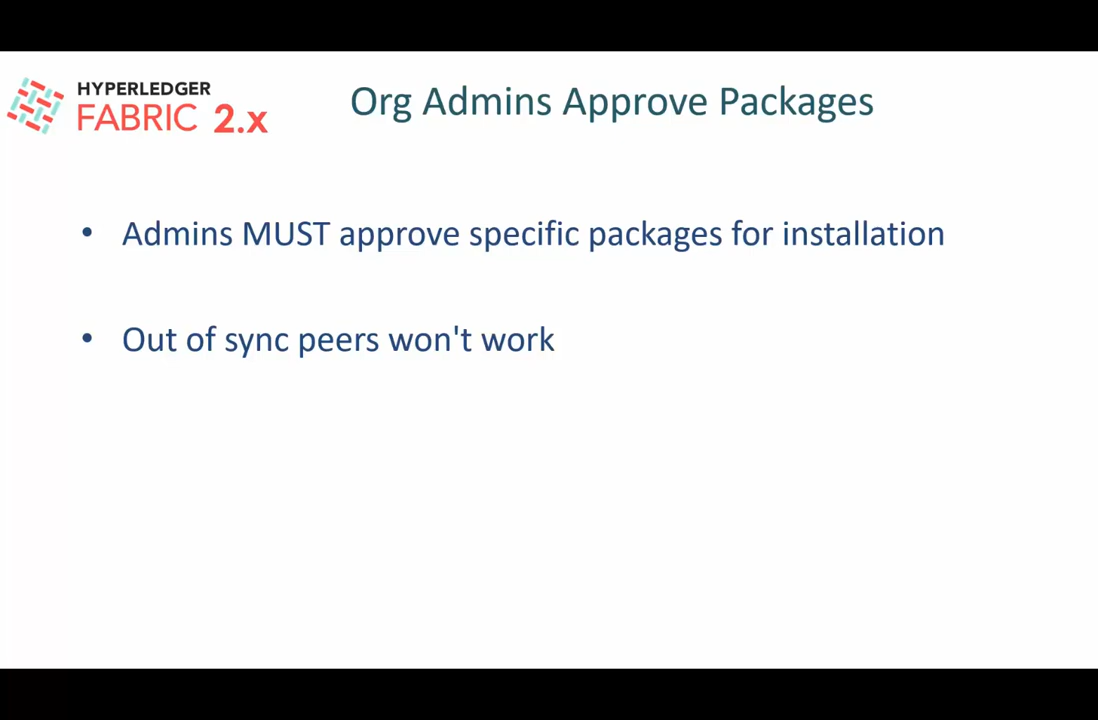 HYPERLEDGER
FABRIC 2.x
Org Admins Approve Packages
• Admins MUST approve specific packages for installation
• Out of sync peers won't work